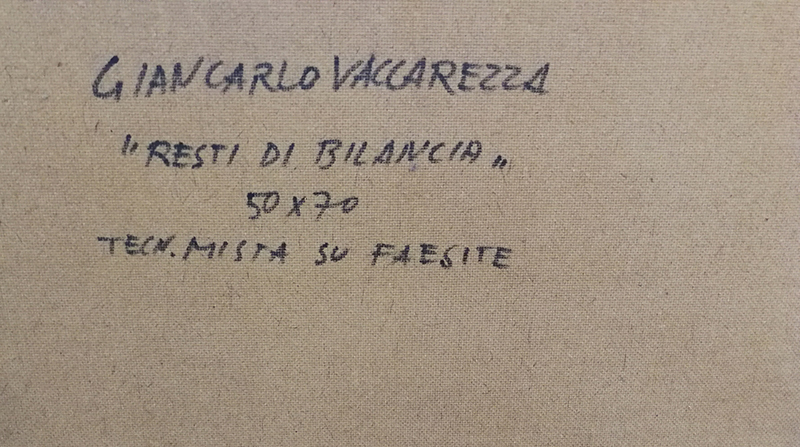 GIANCARLO VACCAREZZA
"RESTI DI BILANCIA"
50x70
TECN. MISTA SU FAESITE